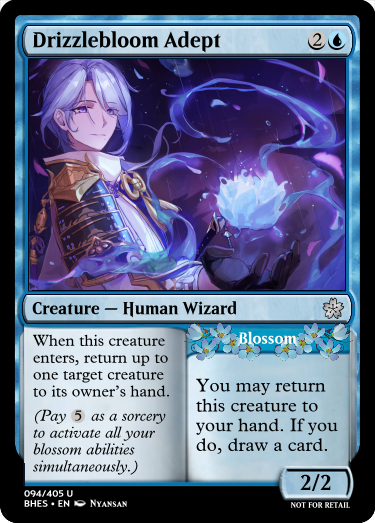 Drizzlebloom Adept 2
Creature — Human Wizard
When this creature
enters, return up to
one target creature
to its owner's hand.
(Pay 5 as a sorcery
to activate all your
blossom abilities
simultaneously.)
Blossom
You may return
this creature to
your hand. If you
do, draw a card.
2/2
094/405 U
BHES • EN Nyansan
NOT FOR RETAIL